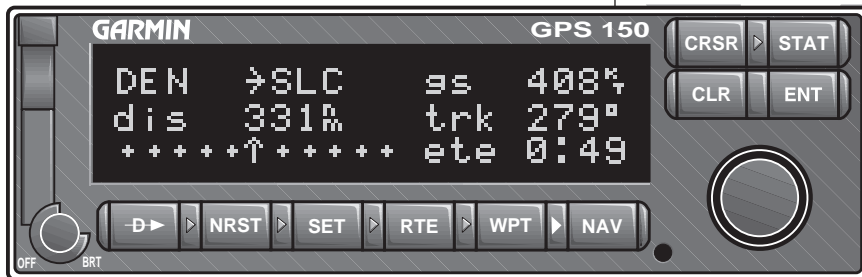 GARMIN GPS 150
DEN →SLC gs 408kt
dis 331nm trk 279°
+ + + + +↑+ + + + + ete 0:49
CRSR STAT
CLR ENT
D NRST SET RTE WPT NAV
OFF BRT